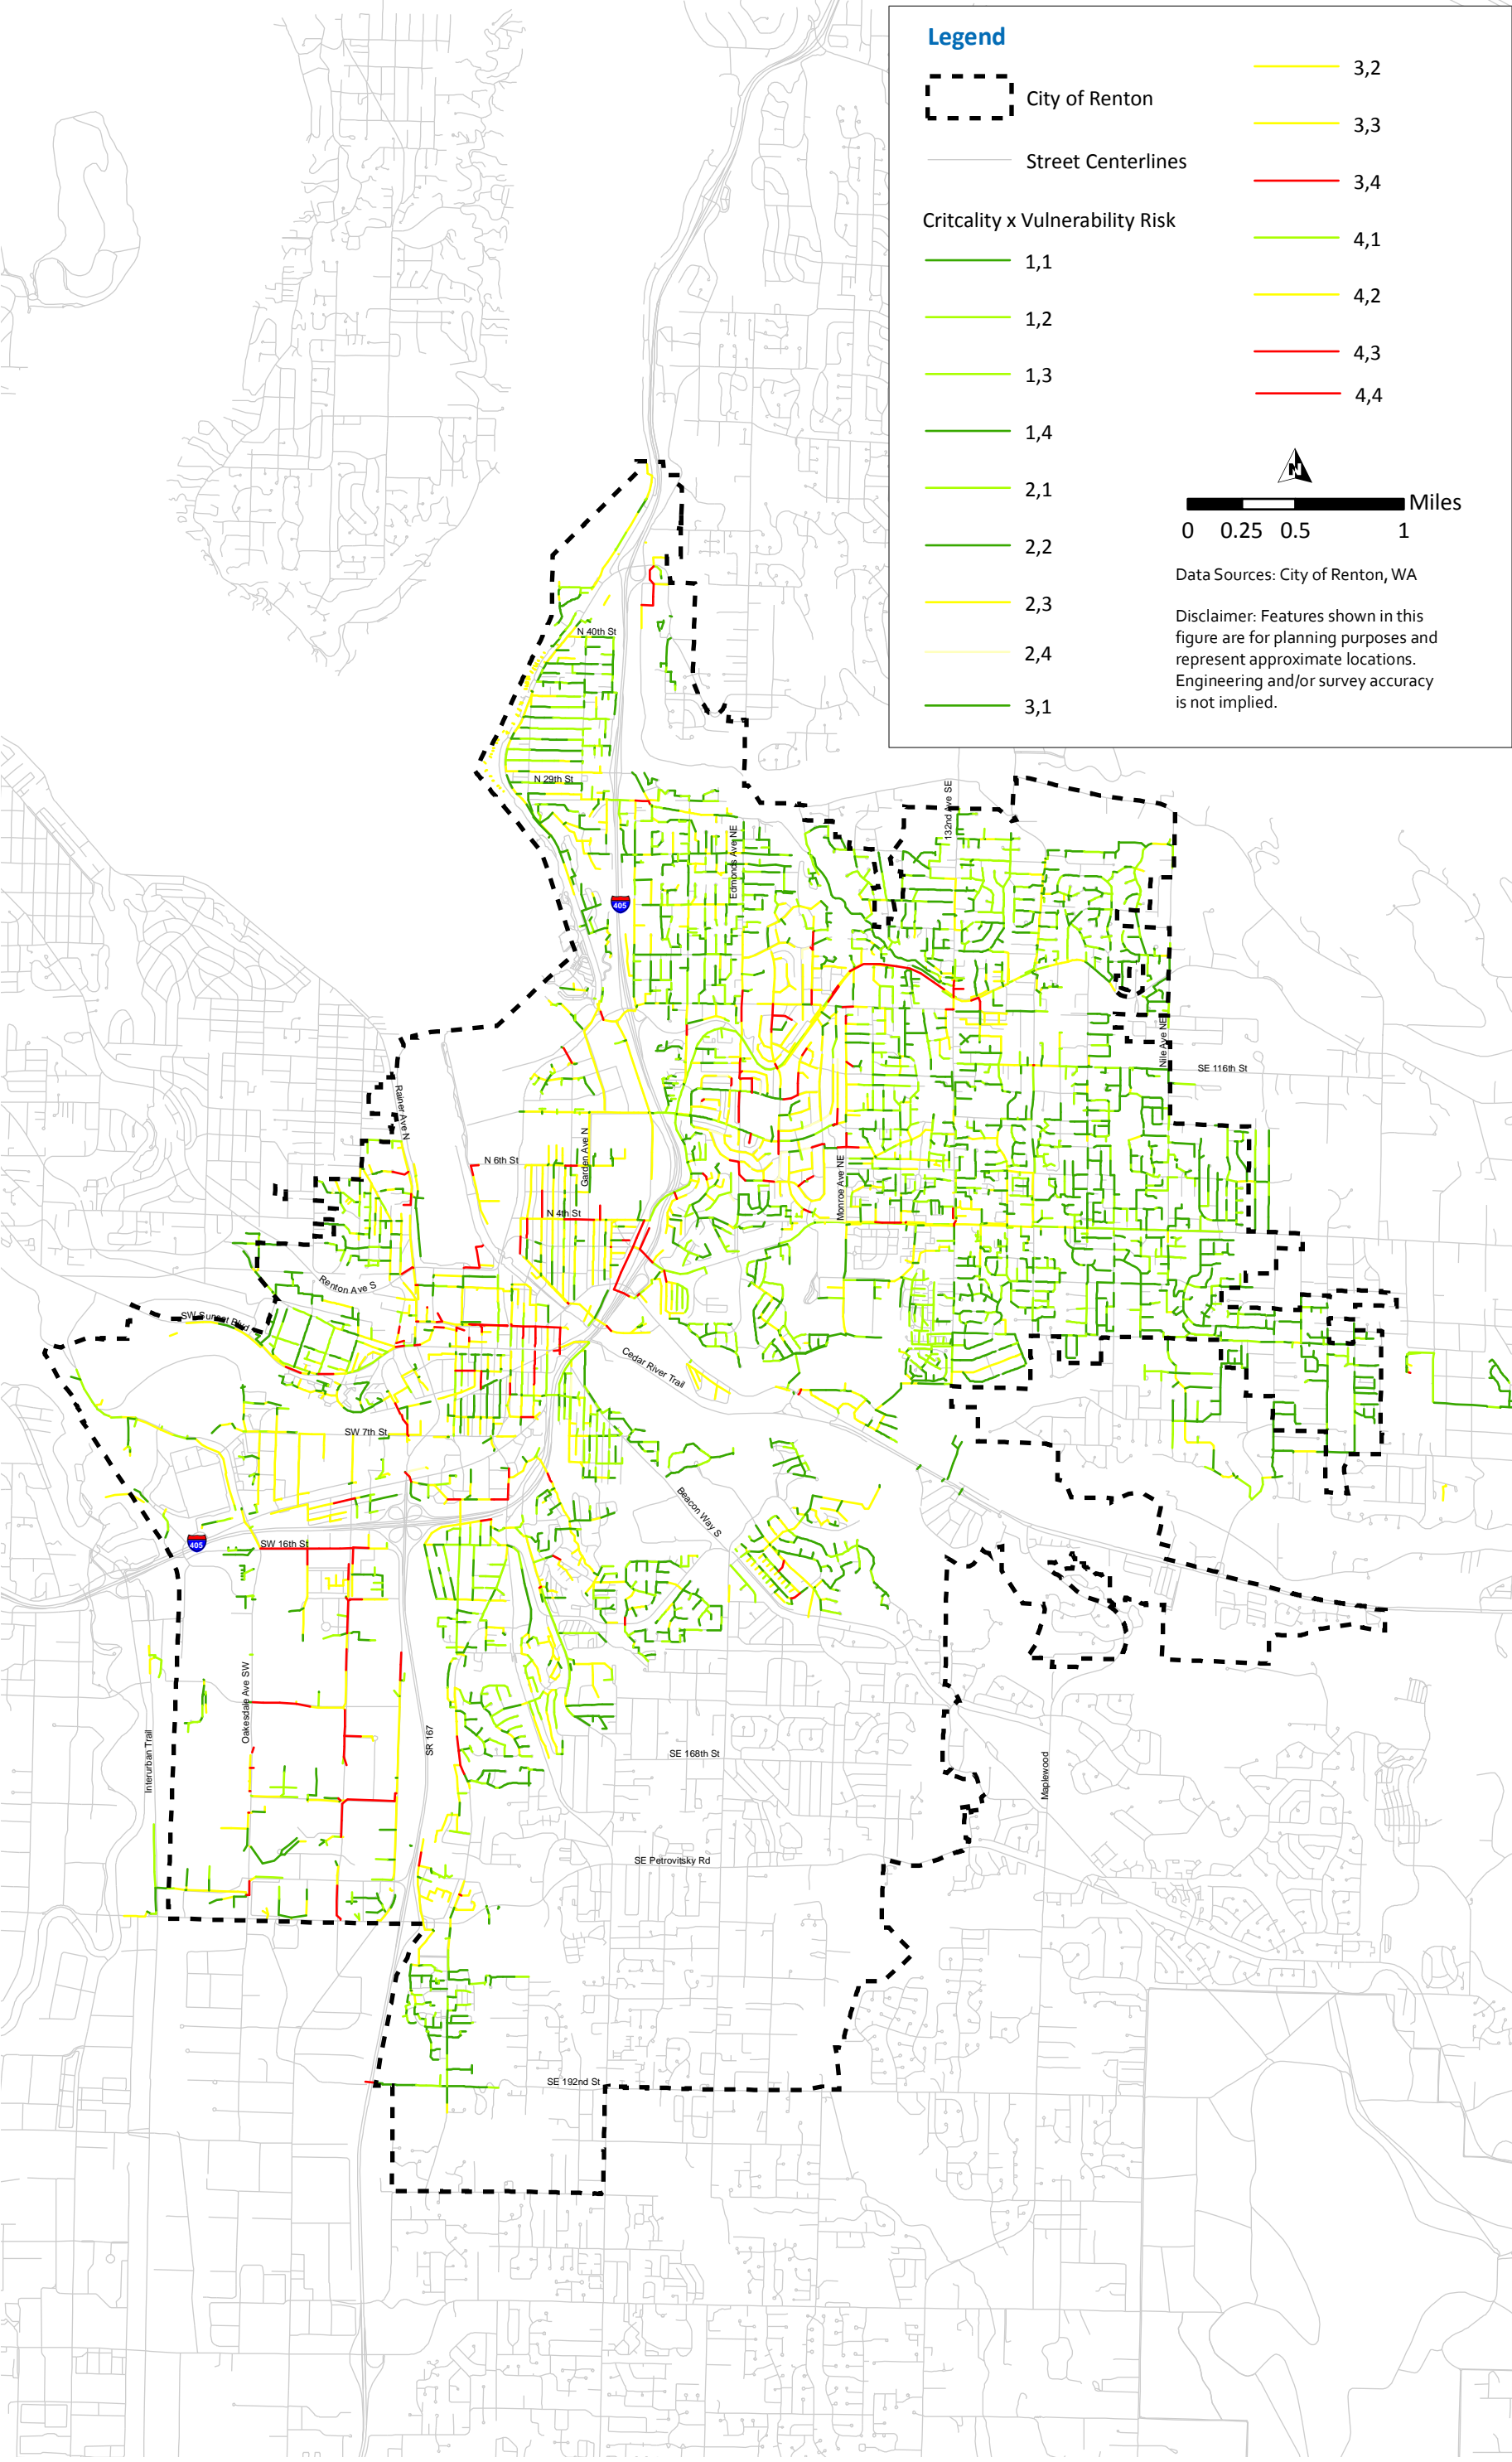 Legend
City of Renton
Street Centerlines
Critcality x Vulnerability Risk
1,1
1,2
1,3
1,4
2,1
2,2
2,3
2,4
3,1
3,2
3,3
3,4
4,1
4,2
4,3
4,4
N
Miles
0 0.25 0.5 1
Data Sources: City of Renton, WA
Disclaimer: Features shown in this
figure are for planning purposes and
represent approximate locations.
Engineering and/or survey accuracy
is not implied.
N 40th St
N 29th St
132nd Ave SE
Edmonds Ave NE
405
Nile Ave NE
SE 116th St
Rainer Ave N
Garden Ave N
N 6th St
Monroe Ave NE
N 4th St
Renton Ave S
SW Sunset Blvd
Cedar River Trail
SW 7th St
Beacon Way S
405
SW 16th St
Oakesdale Ave SW
Interurban Trail
SR 167
SE 168th St
Maplewood
SE Petrovitsky Rd
SE 192nd St